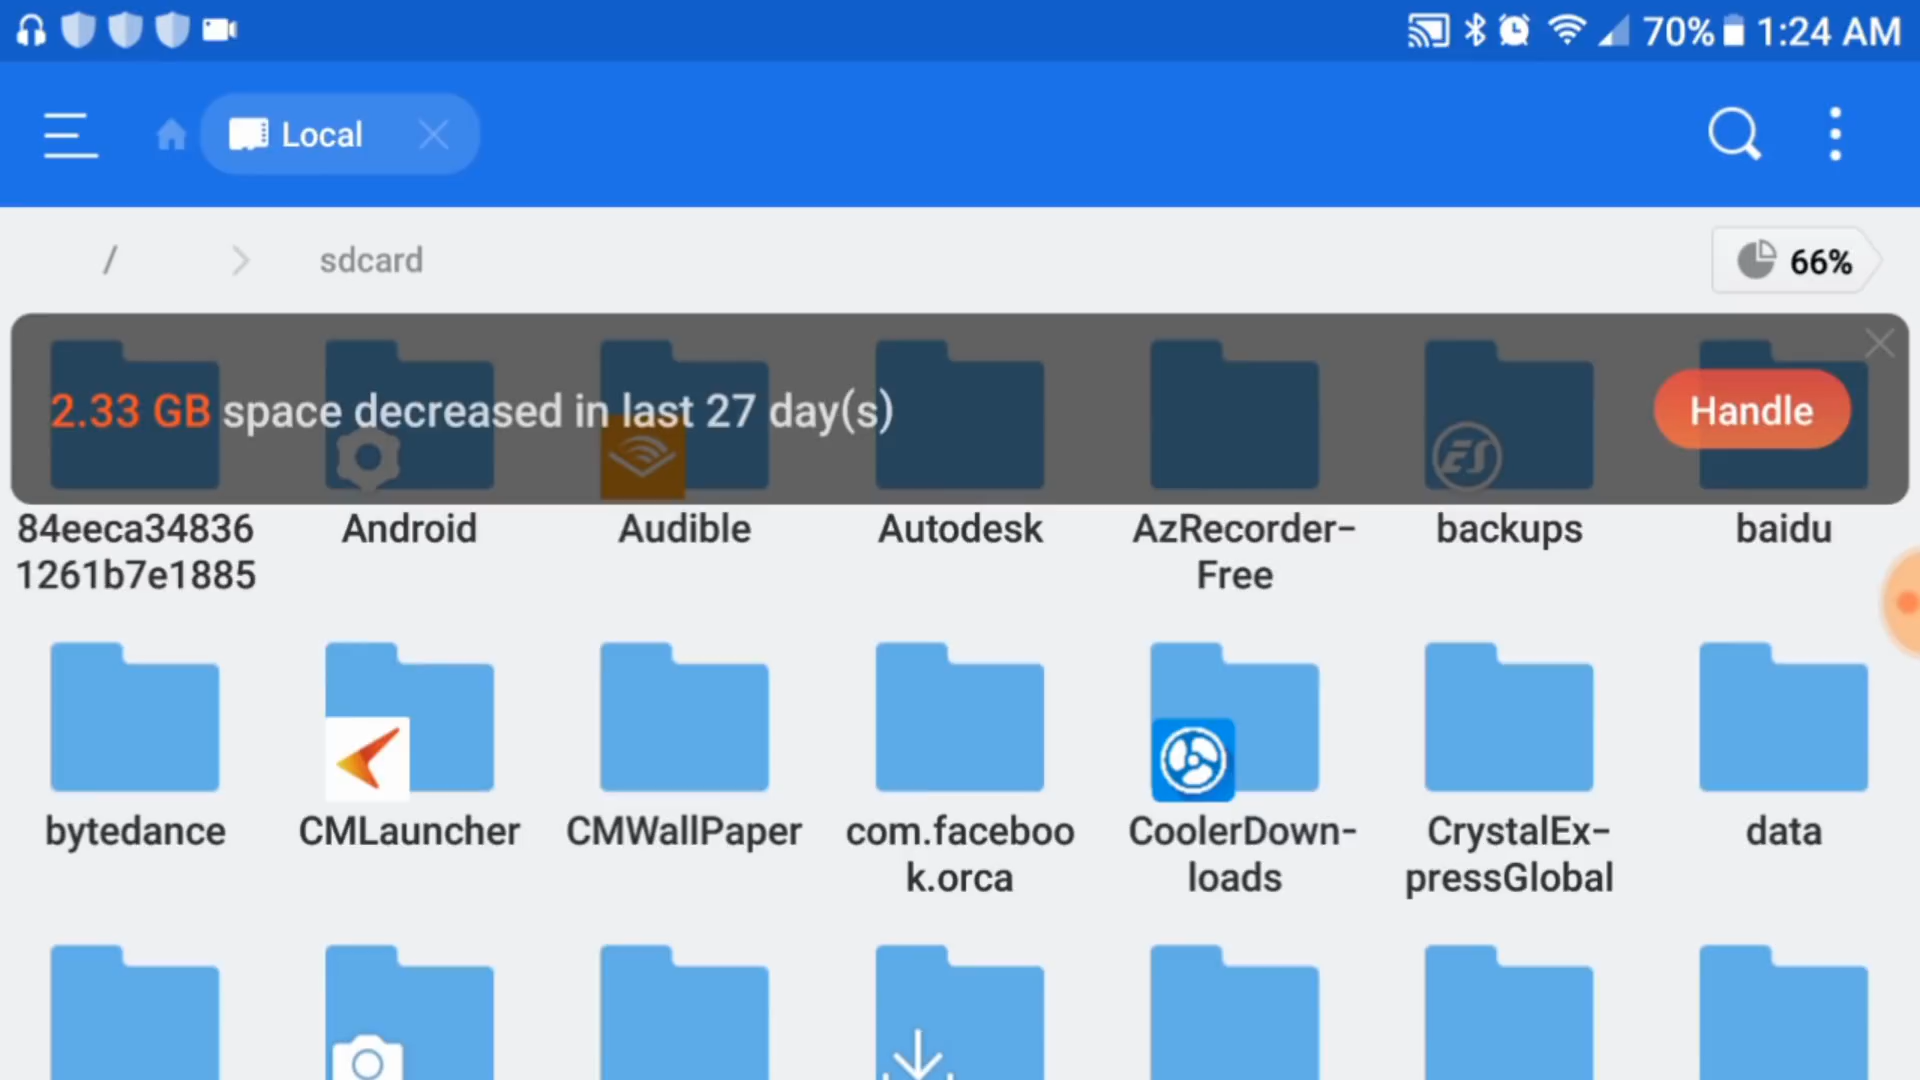 70% 1:24 AM
Local
/ sdcard
66%
2.33 GB space decreased in last 27 day(s)
Handle
ES
84eeca34836
1261b7e1885
Android
Audible
Autodesk
AzRecorder-
Free
backups
baidu
bytedance
CMLauncher
CMWallPaper
com.faceboo
k.orca
CoolerDown-
loads
CrystalEx-
pressGlobal
data